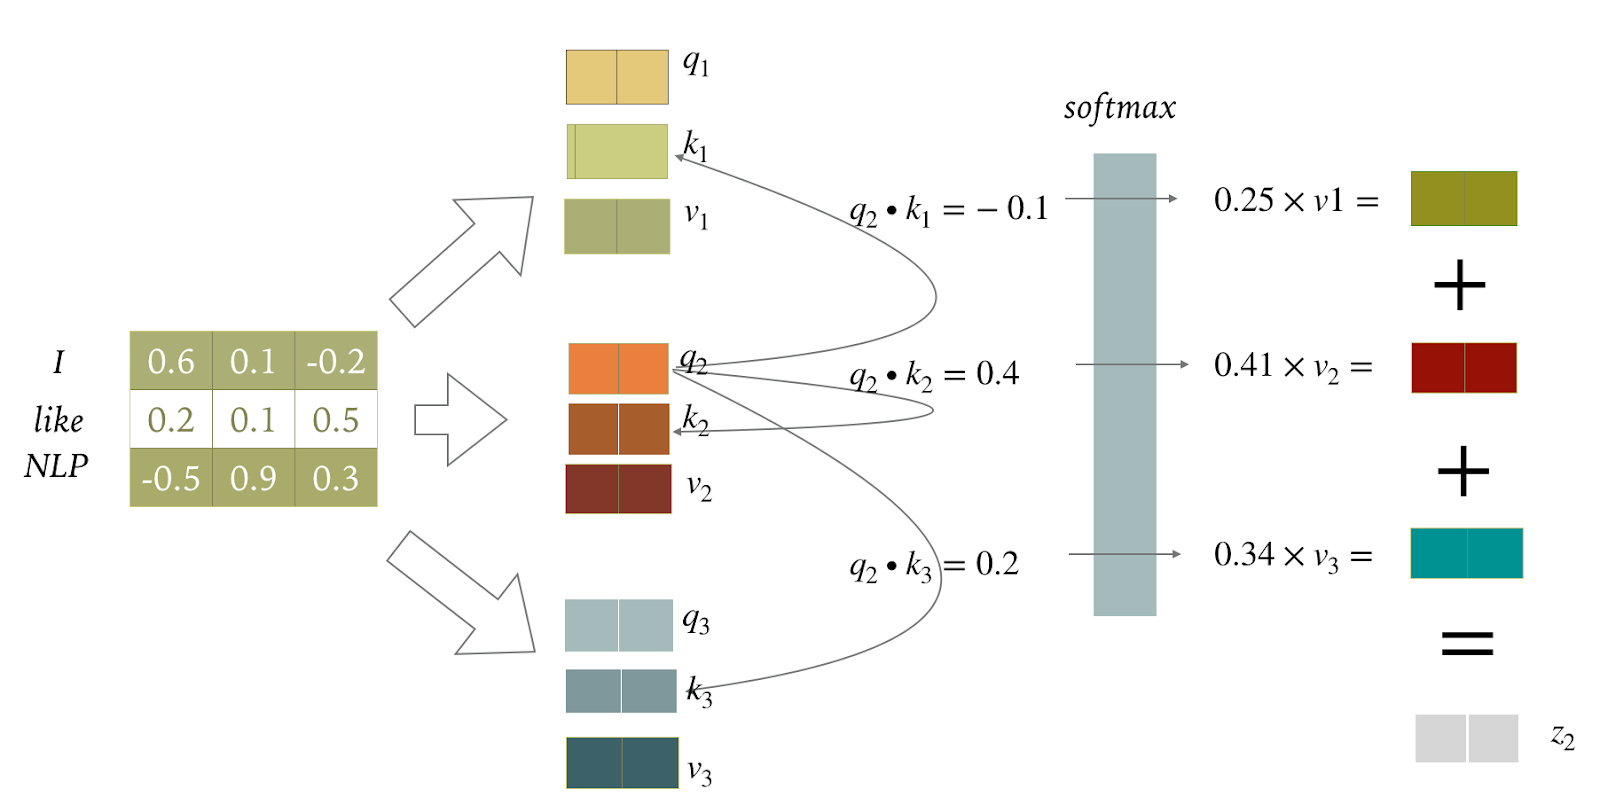 I
like
NLP
0.6 0.1 -0.2
0.2 0.1 0.5
-0.5 0.9 0.3
q₁
k₁
v₁
q₂
k₂
v₂
q₃
k₃
v₃
q₂ • k₁ = − 0.1
q₂ • k₂ = 0.4
q₂ • k₃ = 0.2
softmax
0.25 × v1 =
+
0.41 × v₂ =
+
0.34 × v₃ =
=
z₂